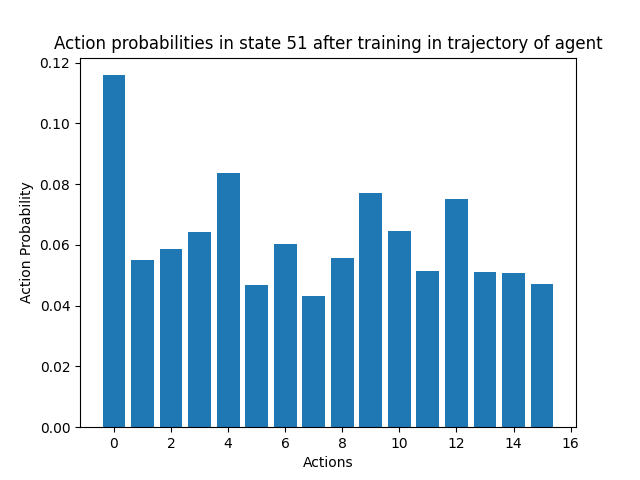 Action probabilities in state 51 after training in trajectory of agent
0.12
0.10
0.08
0.06
0.04
0.02
0.00
Action Probability
0 2 4 6 8 10 12 14 16
Actions